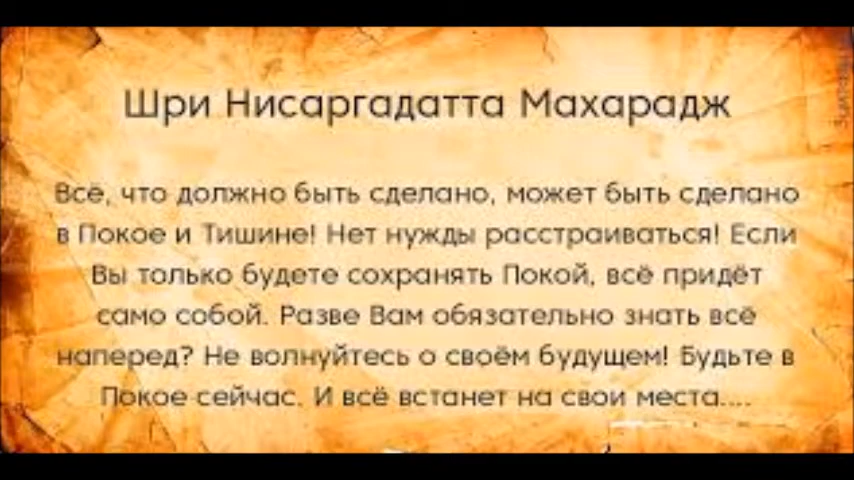 Шри Нисаргадатта Махарадж
Всё, что должно быть сделано, может быть сделано
в Покое и Тишине! Нет нужды расстраиваться! Если
Вы только будете сохранять Покой, всё придёт
само собой. Разве Вам обязательно знать всё
наперед? Не волнуйтесь о своём будущем! Будьте в
Покое сейчас. И всё встанет на свои места....